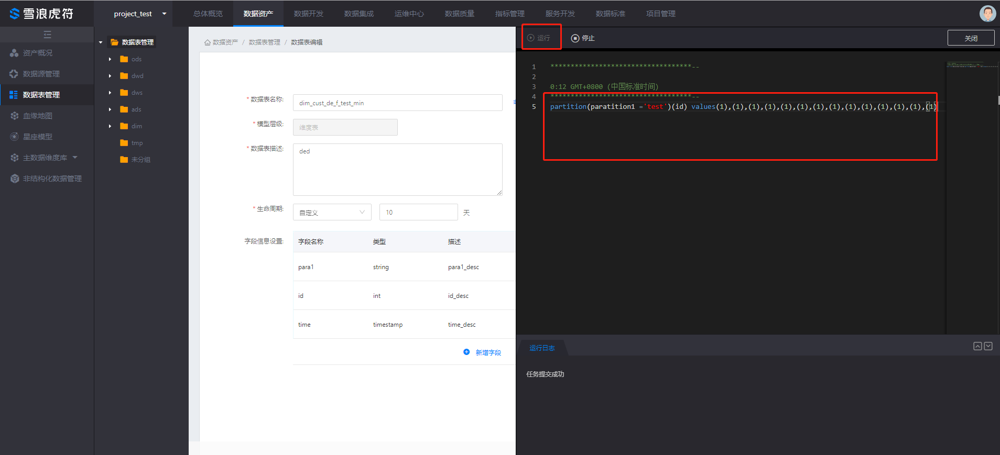 雪浪虎符
project_test
总体概览
数据资产
数据开发
数据集成
运维中心
数据质量
指标管理
服务开发
数据标准
项目管理
资产概况
数据源管理
数据表管理
血缘地图
星座模型
主数据维度库
非结构化数据管理
数据表管理
ods
dwd
dws
ads
dim
tmp
未分组
数据资产 / 数据表管理 / 数据表编辑
* 数据表名称: dim_cust_de_f_test_min
* 模型层级: 维度表
* 数据表描述: ded
* 生命周期: 自定义 10 天
字段信息设置: 字段名称 类型 描述
para1 string para1_desc
id int id_desc
time timestamp time_desc
新增字段
运行 停止 关闭
1 ***********************************--
2
3 0:12 GMT+0800 (中国标准时间)
4 ***********************************--
5 partition(paratition1 ='test')(id) values(1),(1),(1),(1),(1),(1),(1),(1),(1),(1),(1),(1),(1),(1)
运行日志
任务提交成功